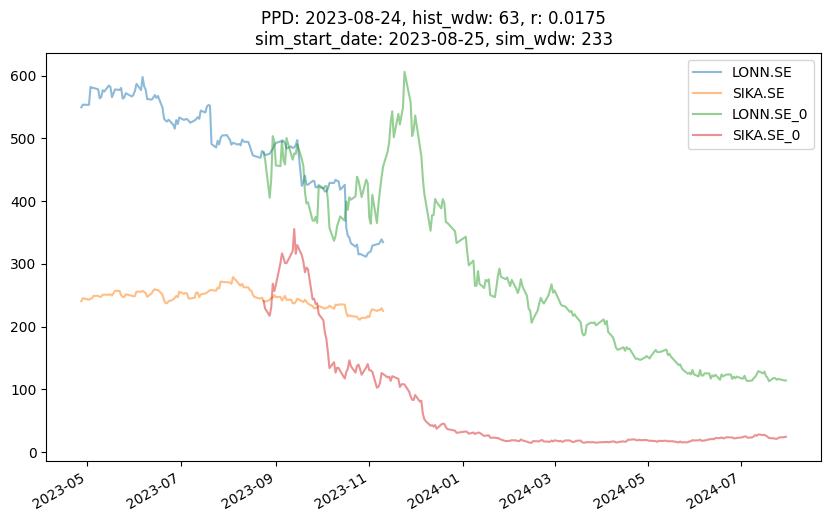 PPD: 2023-08-24, hist_wdw: 63, r: 0.0175
sim_start_date: 2023-08-25, sim_wdw: 233
LONN.SE
SIKA.SE
LONN.SE_0
SIKA.SE_0
600
500
400
300
200
100
0
2023-05
2023-07
2023-09
2023-11
2024-01
2024-03
2024-05
2024-07